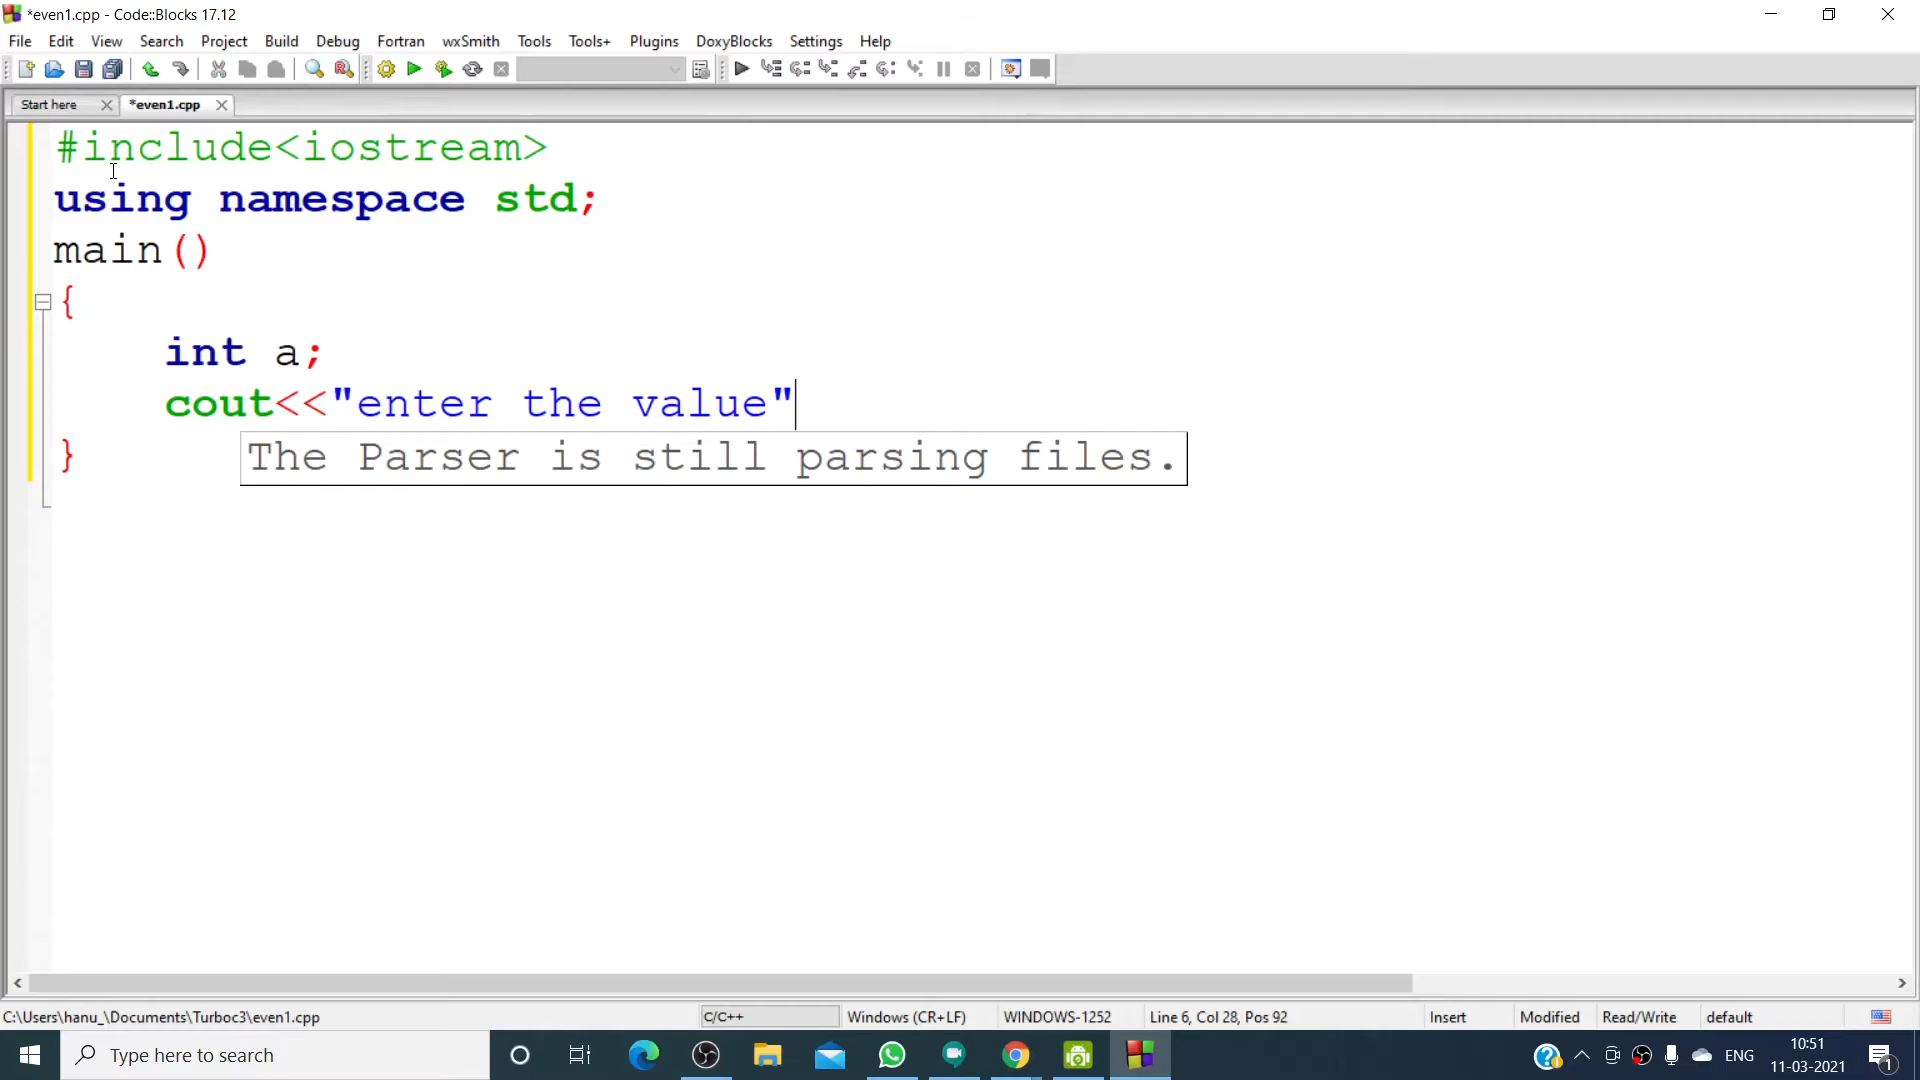 *even1.cpp - Code::Blocks 17.12
File Edit View Search Project Build Debug Fortran wxSmith Tools Tools+ Plugins DoxyBlocks Settings Help
Start here *even1.cpp
#include<iostream>
using namespace std;
main()
{
int a;
cout<<"enter the value"
The Parser is still parsing files.
}
C:\Users\hanu_\Documents\Turboc3\even1.cpp C/C++ Windows (CR+LF) WINDOWS-1252 Line 6, Col 28, Pos 92 Insert Modified Read/Write default
Type here to search ENG 10:51
11-03-2021 1